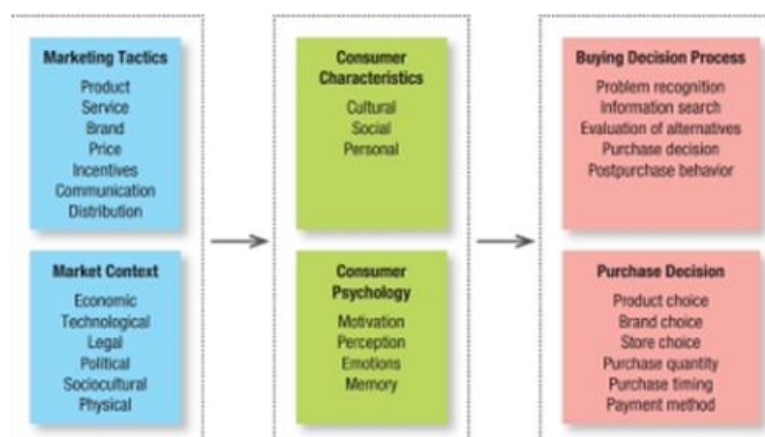 Marketing Tactics
Product
Service
Brand
Price
Incentives
Communication
Distribution
Market Context
Economic
Technological
Legal
Political
Sociocultural
Physical
Consumer
Characteristics
Cultural
Social
Personal
Consumer
Psychology
Motivation
Perception
Emotions
Memory
Buying Decision Process
Problem recognition
Information search
Evaluation of alternatives
Purchase decision
Postpurchase behavior
Purchase Decision
Product choice
Brand choice
Store choice
Purchase quantity
Purchase timing
Payment method